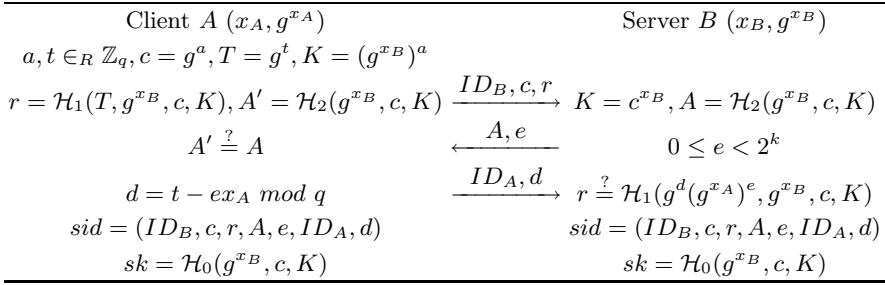 Client A (x_A, g^{x_A}) Server B (x_B, g^{x_B})
a, t ∈_R ℤ_q, c = g^a, T = g^t, K = (g^{x_B})^a
r = ℋ_1(T, g^{x_B}, c, K), A′ = ℋ_2(g^{x_B}, c, K) ID_B, c, r K = c^{x_B}, A = ℋ_2(g^{x_B}, c, K)
A′ ≟ A A, e 0 ≤ e < 2^k
d = t − ex_A mod q ID_A, d r ≟ ℋ_1(g^d(g^{x_A})^e, g^{x_B}, c, K)
sid = (ID_B, c, r, A, e, ID_A, d) sid = (ID_B, c, r, A, e, ID_A, d)
sk = ℋ_0(g^{x_B}, c, K) sk = ℋ_0(g^{x_B}, c, K)